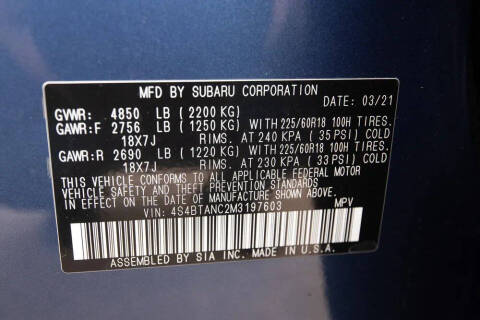 MFD BY SUBARU CORPORATION
DATE: 03/21
GVWR: 4850 LB ( 2200 KG)
GAWR:F 2756 LB ( 1250 KG) WITH 225/60R18 100H TIRES.
18X7J RIMS. AT 240 KPA ( 35 PSI) COLD
GAWR:R 2690 LB ( 1220 KG) WITH 225/60R18 100H TIRES.
18X7J RIMS. AT 230 KPA ( 33 PSI) COLD
THIS VEHICLE CONFORMS TO ALL APPLICABLE FEDERAL MOTOR
VEHICLE SAFETY AND THEFT PREVENTION STANDARDS
IN EFFECT ON THE DATE OF MANUFACTURE SHOWN ABOVE.
VIN: 4S4BTANC2M3197603 MPV
ASSEMBLED BY SIA INC. MADE IN U.S.A.